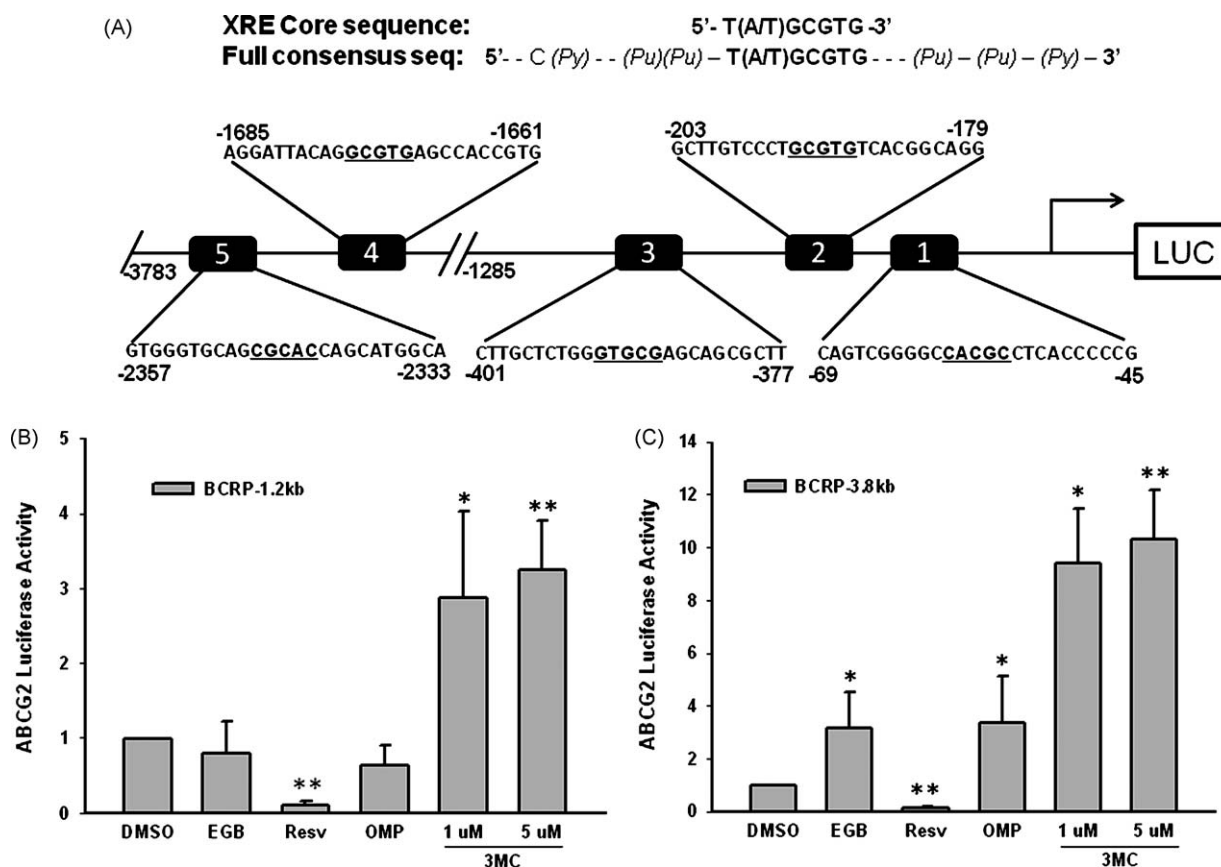 (A)
XRE Core sequence: 5'- T(A/T)GCGTG -3'
Full consensus seq: 5'- - C (Py)- - (Pu)(Pu) – T(A/T)GCGTG - - - (Pu) – (Pu) – (Py) – 3'
-1685 -1661
AGGATTACAGGCGTGAGCCACCGTG
-203 -179
GCTTGTCCCTGCGTGTCACGGCAGG
5 4 3 2 1
-3783 -1285
LUC
GTGGGTGCAGCGCACCAGCATGGCA
-2357 -2333
CTTGCTCTGGGTGCGAGCAGCGCTT
-401 -377
CAGTCGGGGCCACGCCTCACCCCCG
-69 -45
(B)
ABCG2 Luciferase Activity
5
4
3
2
1
0
BCRP-1.2kb
**
*
**
DMSO EGB Resv OMP 1 uM 5 uM
3MC
(C)
ABCG2 Luciferase Activity
14
12
10
8
6
4
2
0
BCRP-3.8kb
*
**
*
*
**
DMSO EGB Resv OMP 1 uM 5 uM
3MC